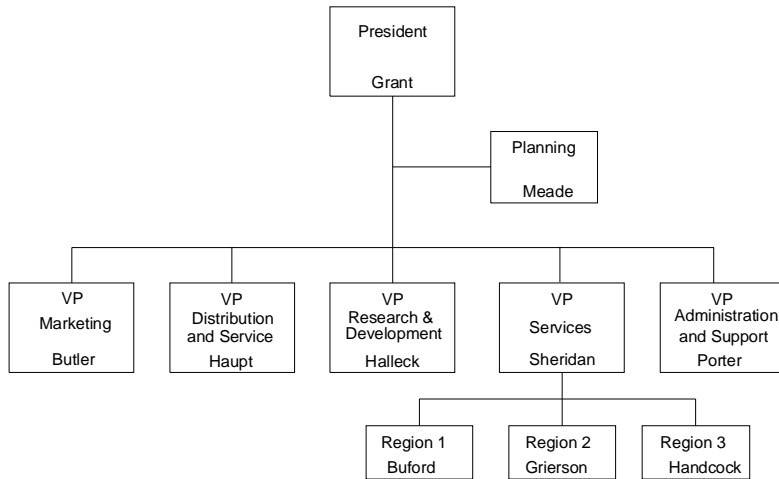 President
Grant
Planning
Meade
VP
Marketing
Butler
VP
Distribution
and Service
Haupt
VP
Research &
Development
Halleck
VP
Services
Sheridan
VP
Administration
and Support
Porter
Region 1
Buford
Region 2
Grierson
Region 3
Handcock